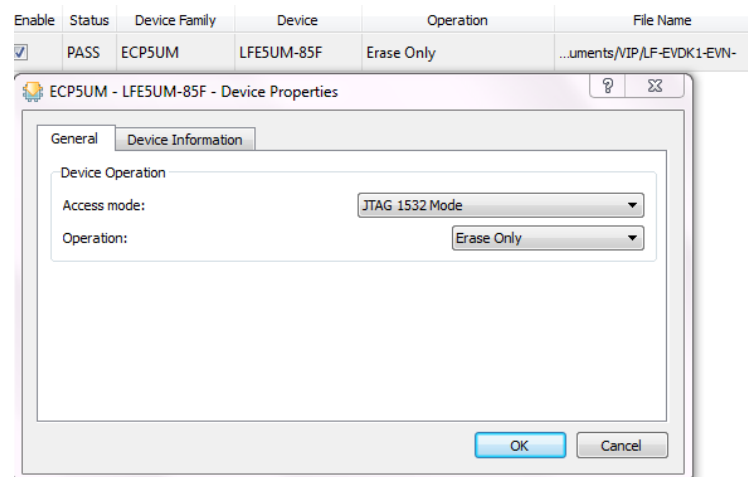 Enable Status Device Family Device Operation File Name
PASS ECP5UM LFE5UM-85F Erase Only ...uments/VIP/LF-EVDK1-EVN-
ECP5UM - LFE5UM-85F - Device Properties
General Device Information
Device Operation
Access mode: JTAG 1532 Mode
Operation: Erase Only
OK Cancel